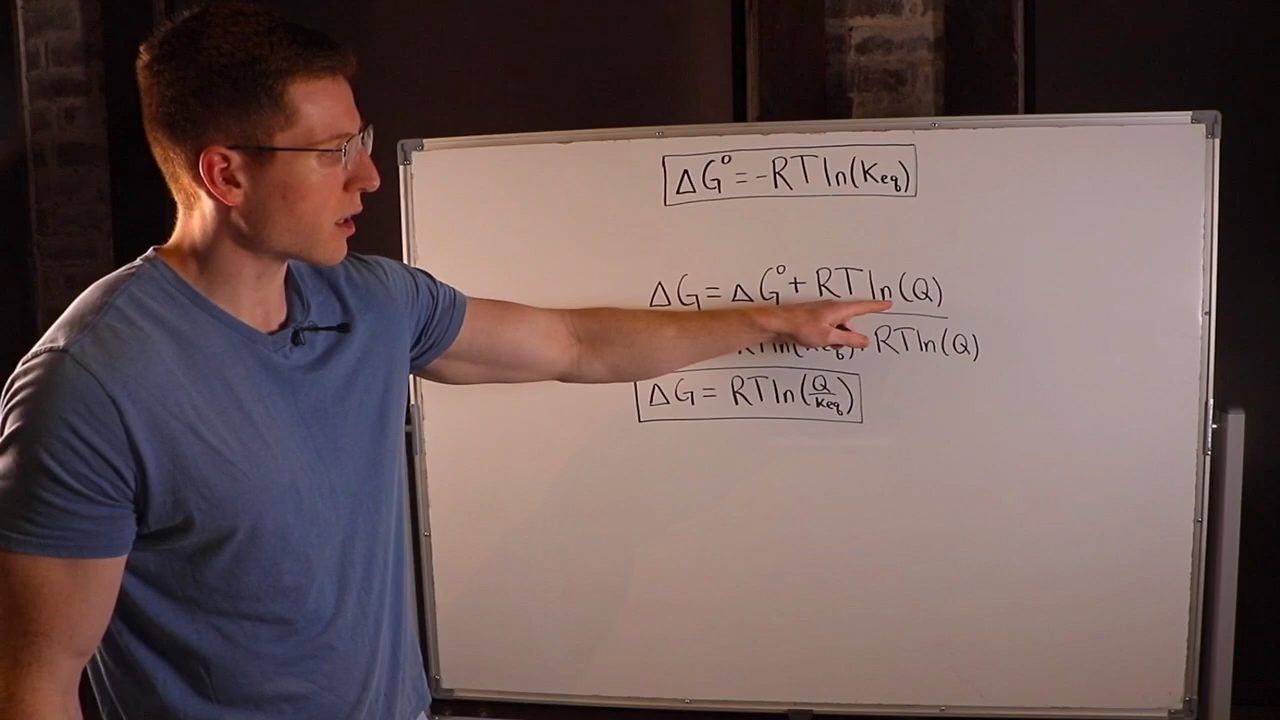 ΔG° = -RTln(Keq)
ΔG = ΔG° + RTln(Q)
RTln(Keq) + RTln(Q)
ΔG = RTln(Q/Keq)